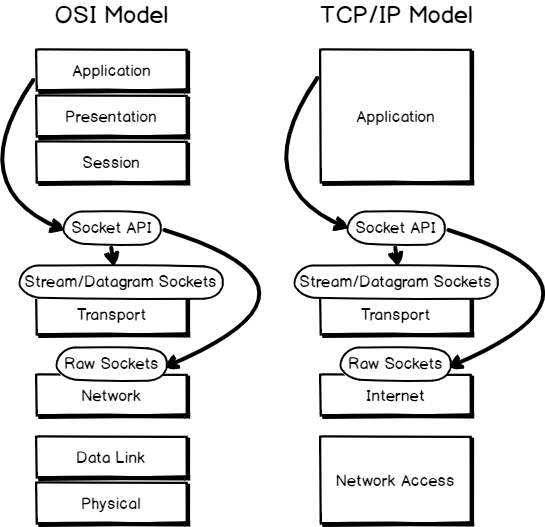 OSI Model
Application
Presentation
Session
Socket API
Stream/Datagram Sockets
Transport
Raw Sockets
Network
Data Link
Physical
TCP/IP Model
Application
Socket API
Stream/Datagram Sockets
Transport
Raw Sockets
Internet
Network Access